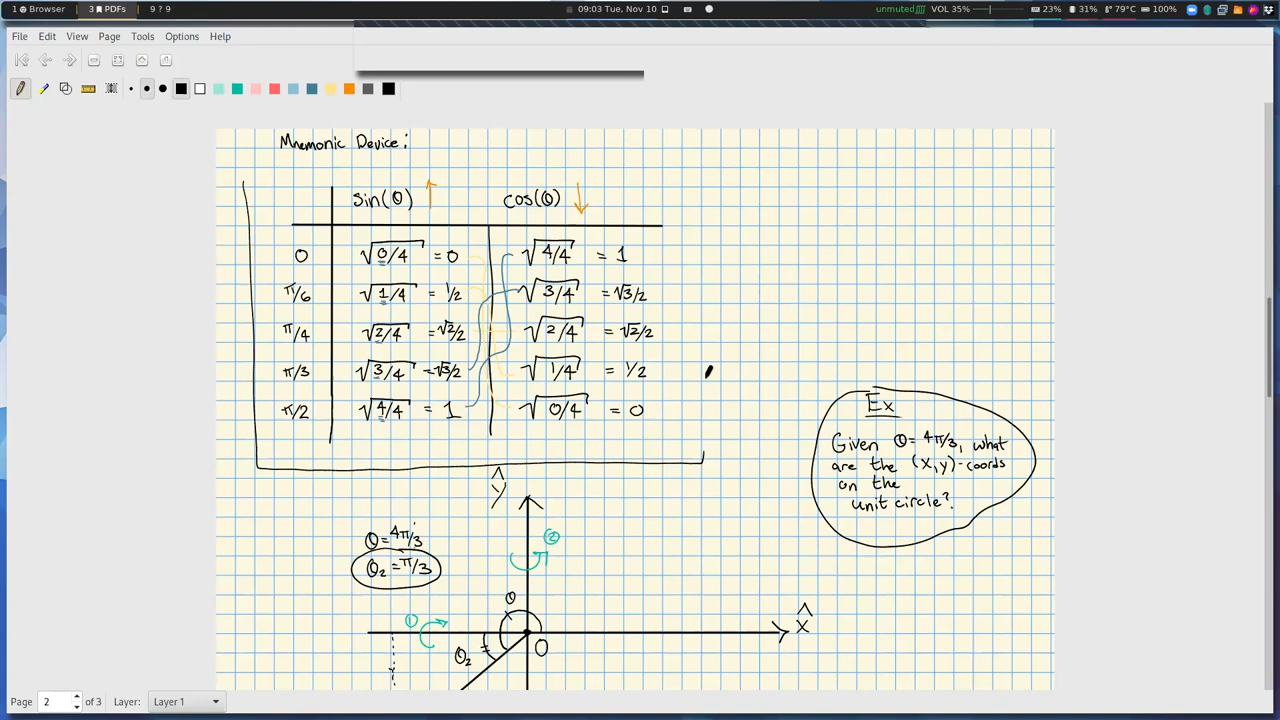 1 Browser 3 PDFs 9 ? 9
09:03 Tue, Nov 10
unmuted VOL 35% 23% 31% 79°C 100%
File Edit View Page Tools Options Help
Mnemonic Device:
sin(θ) ↑ cos(θ) ↓
0 √0/4 = 0 √4/4 = 1
π/6 √1/4 = 1/2 √3/4 = √3/2
π/4 √2/4 = √2/2 √2/4 = √2/2
π/3 √3/4 = √3/2 √1/4 = 1/2
π/2 √4/4 = 1 √0/4 = 0
Ex
Given θ = 4π/3, what
are the (x,y)-coords
on the
unit circle?
ŷ
θ = 4π/3
θ₂ = π/3
②
θ
①
x̂
θ₂
O
Page 2 of 3 Layer: Layer 1